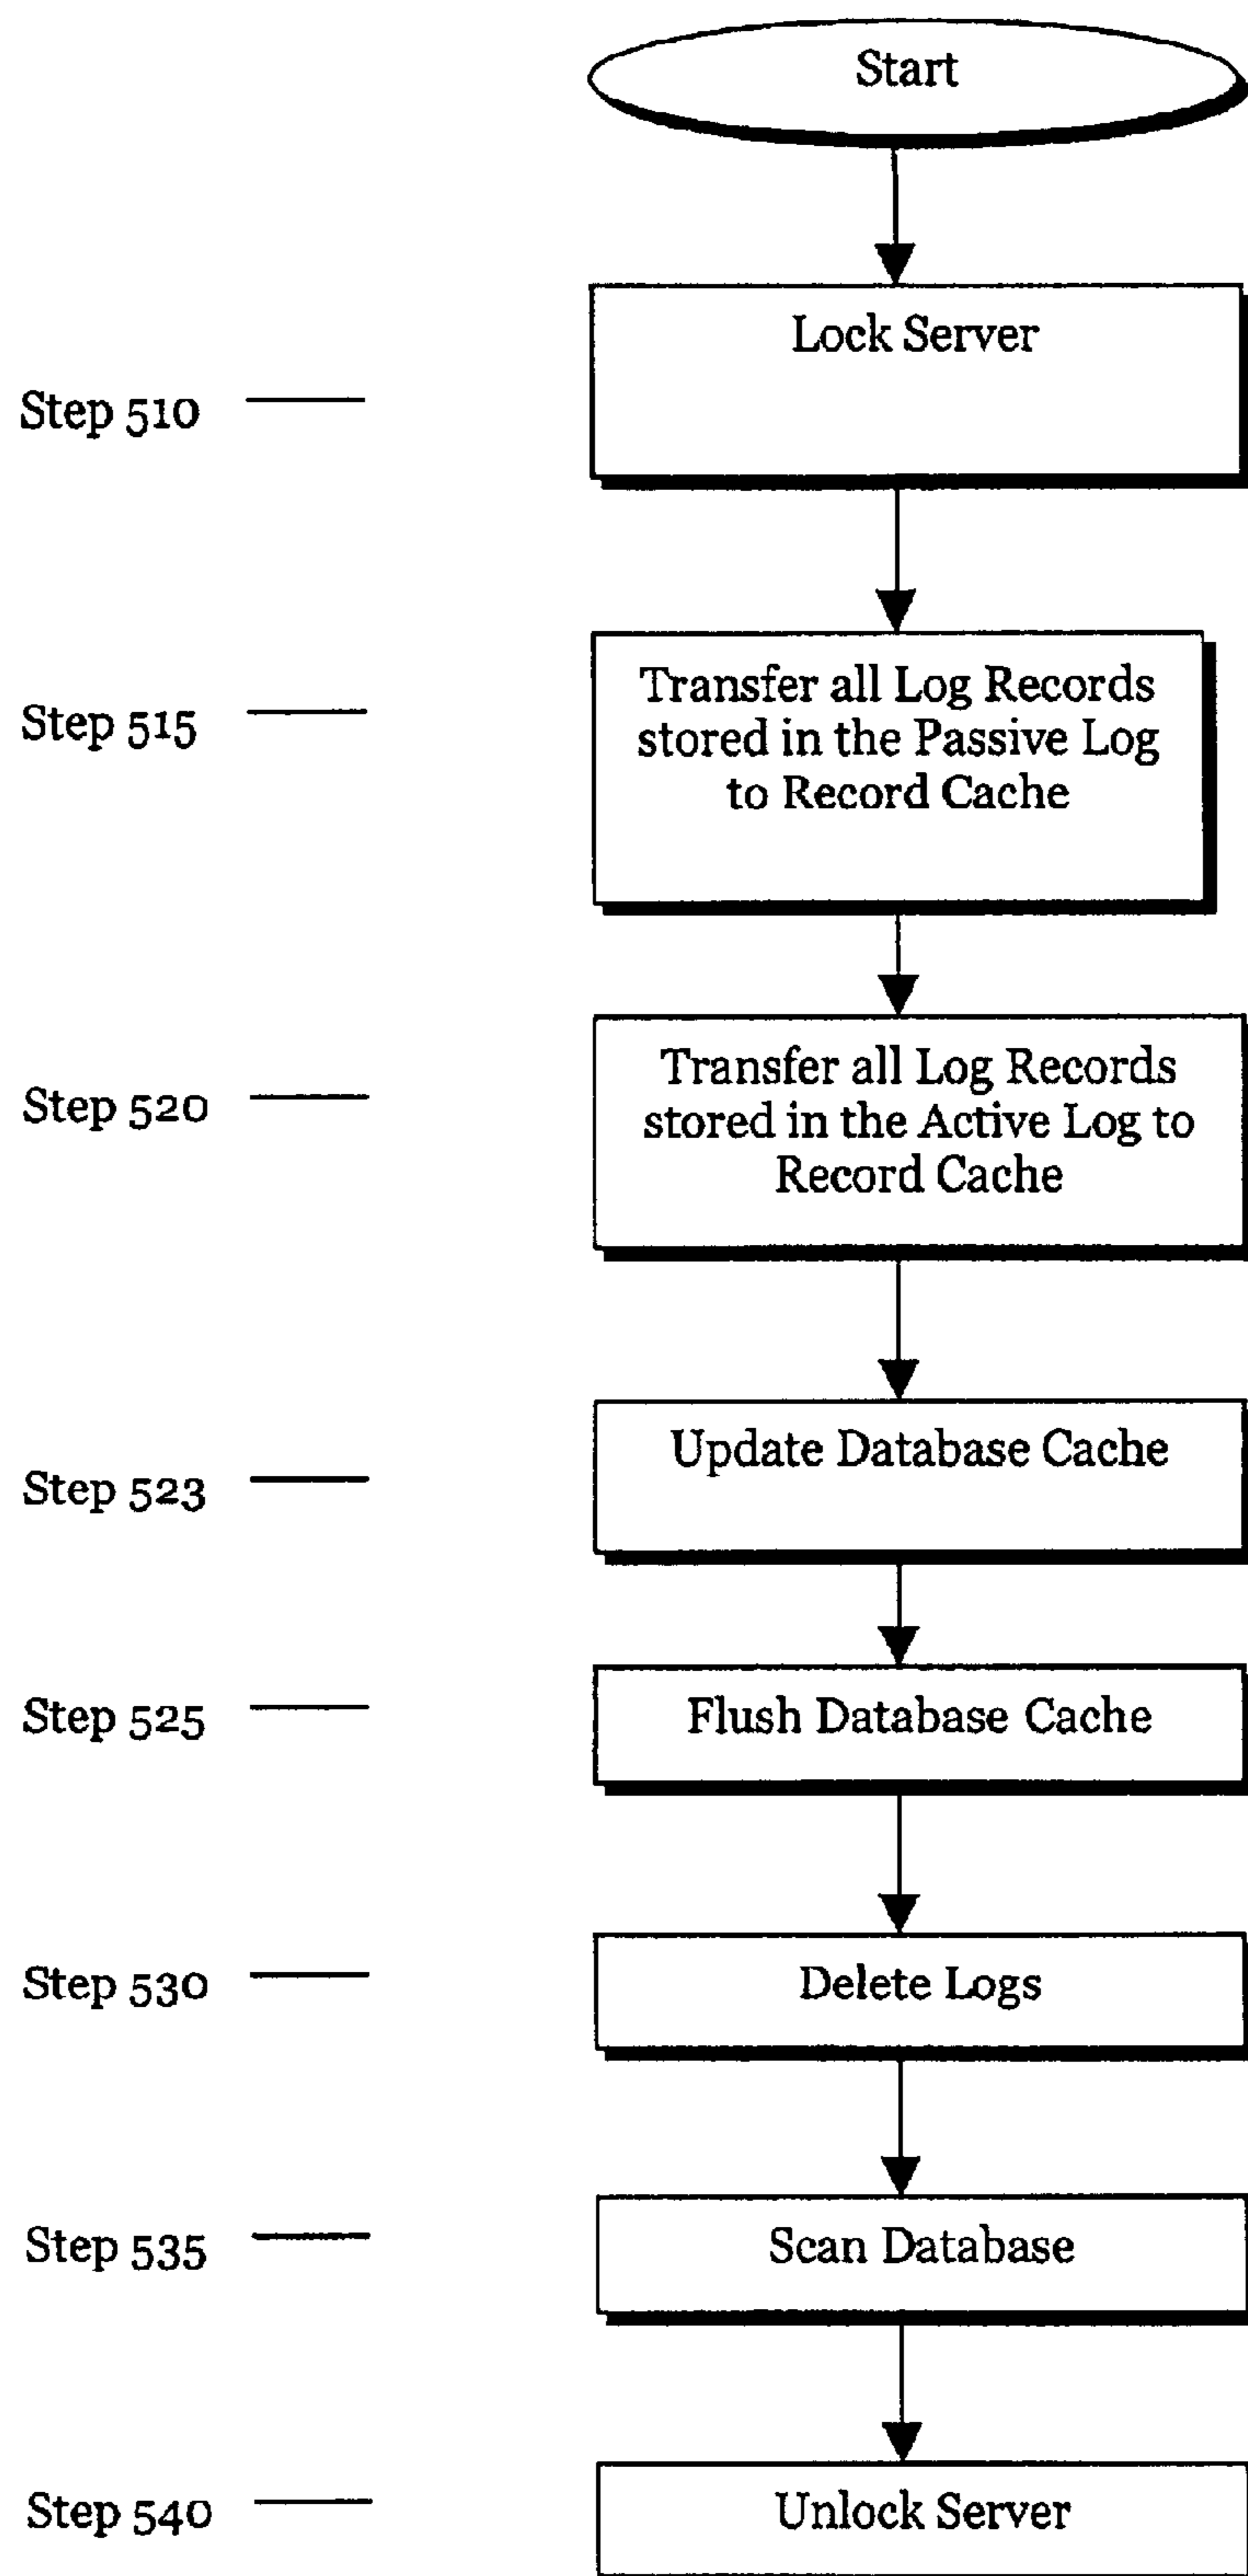 Start
Lock Server
Step 510
Transfer all Log Records
stored in the Passive Log
to Record Cache
Step 515
Transfer all Log Records
stored in the Active Log to
Record Cache
Step 520
Update Database Cache
Step 523
Flush Database Cache
Step 525
Delete Logs
Step 530
Scan Database
Step 535
Unlock Server
Step 540